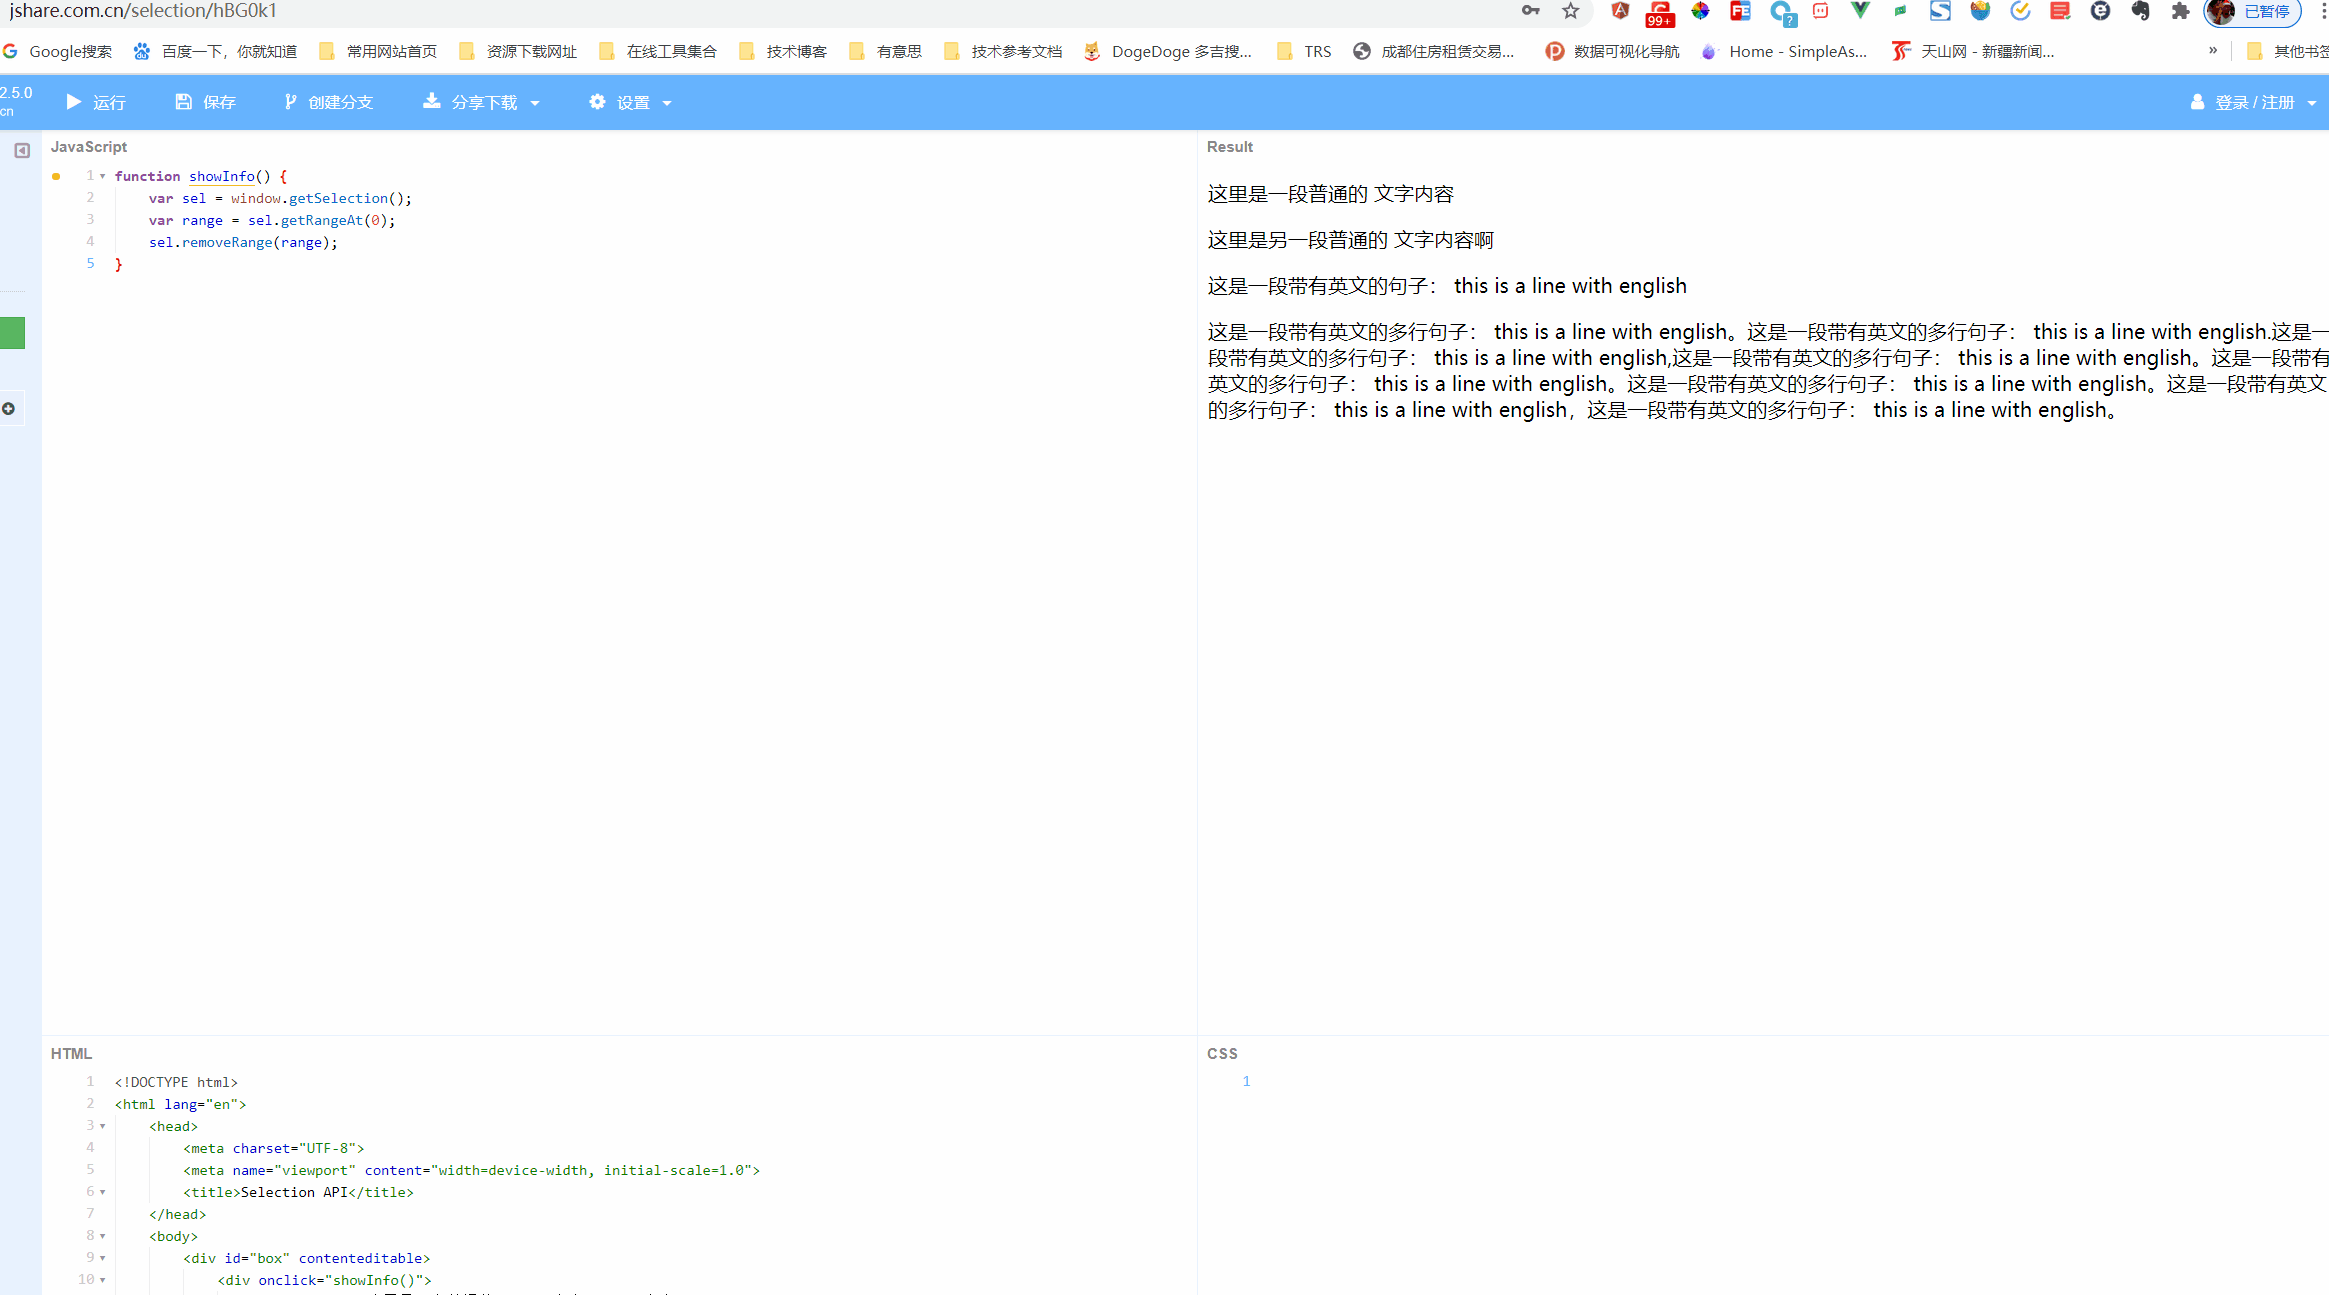 jshare.com.cn/selection/hBG0k1
99+
已暂停
Google搜索 百度一下，你就知道 常用网站首页 资源下载网址 在线工具集合 技术博客 有意思 技术参考文档 DogeDoge 多吉搜... TRS 成都住房租赁交易... 数据可视化导航 Home - SimpleAs... 天山网 - 新疆新闻... » 其他书签
2.5.0
cn
运行 保存 创建分支 分享下载 设置 登录 / 注册
JavaScript
1 function showInfo() {
2 var sel = window.getSelection();
3 var range = sel.getRangeAt(0);
4 sel.removeRange(range);
5 }
Result
这里是一段普通的 文字内容
这里是另一段普通的 文字内容啊
这是一段带有英文的句子： this is a line with english
这是一段带有英文的多行句子： this is a line with english。这是一段带有英文的多行句子： this is a line with english.这是一
段带有英文的多行句子： this is a line with english,这是一段带有英文的多行句子： this is a line with english。这是一段带有
英文的多行句子： this is a line with english。这是一段带有英文的多行句子： this is a line with english。这是一段带有英文
的多行句子： this is a line with english，这是一段带有英文的多行句子： this is a line with english。
HTML
1 <!DOCTYPE html>
2 <html lang="en">
3 <head>
4 <meta charset="UTF-8">
5 <meta name="viewport" content="width=device-width, initial-scale=1.0">
6 <title>Selection API</title>
7 </head>
8 <body>
9 <div id="box" contenteditable>
10 <div onclick="showInfo()">
CSS
1